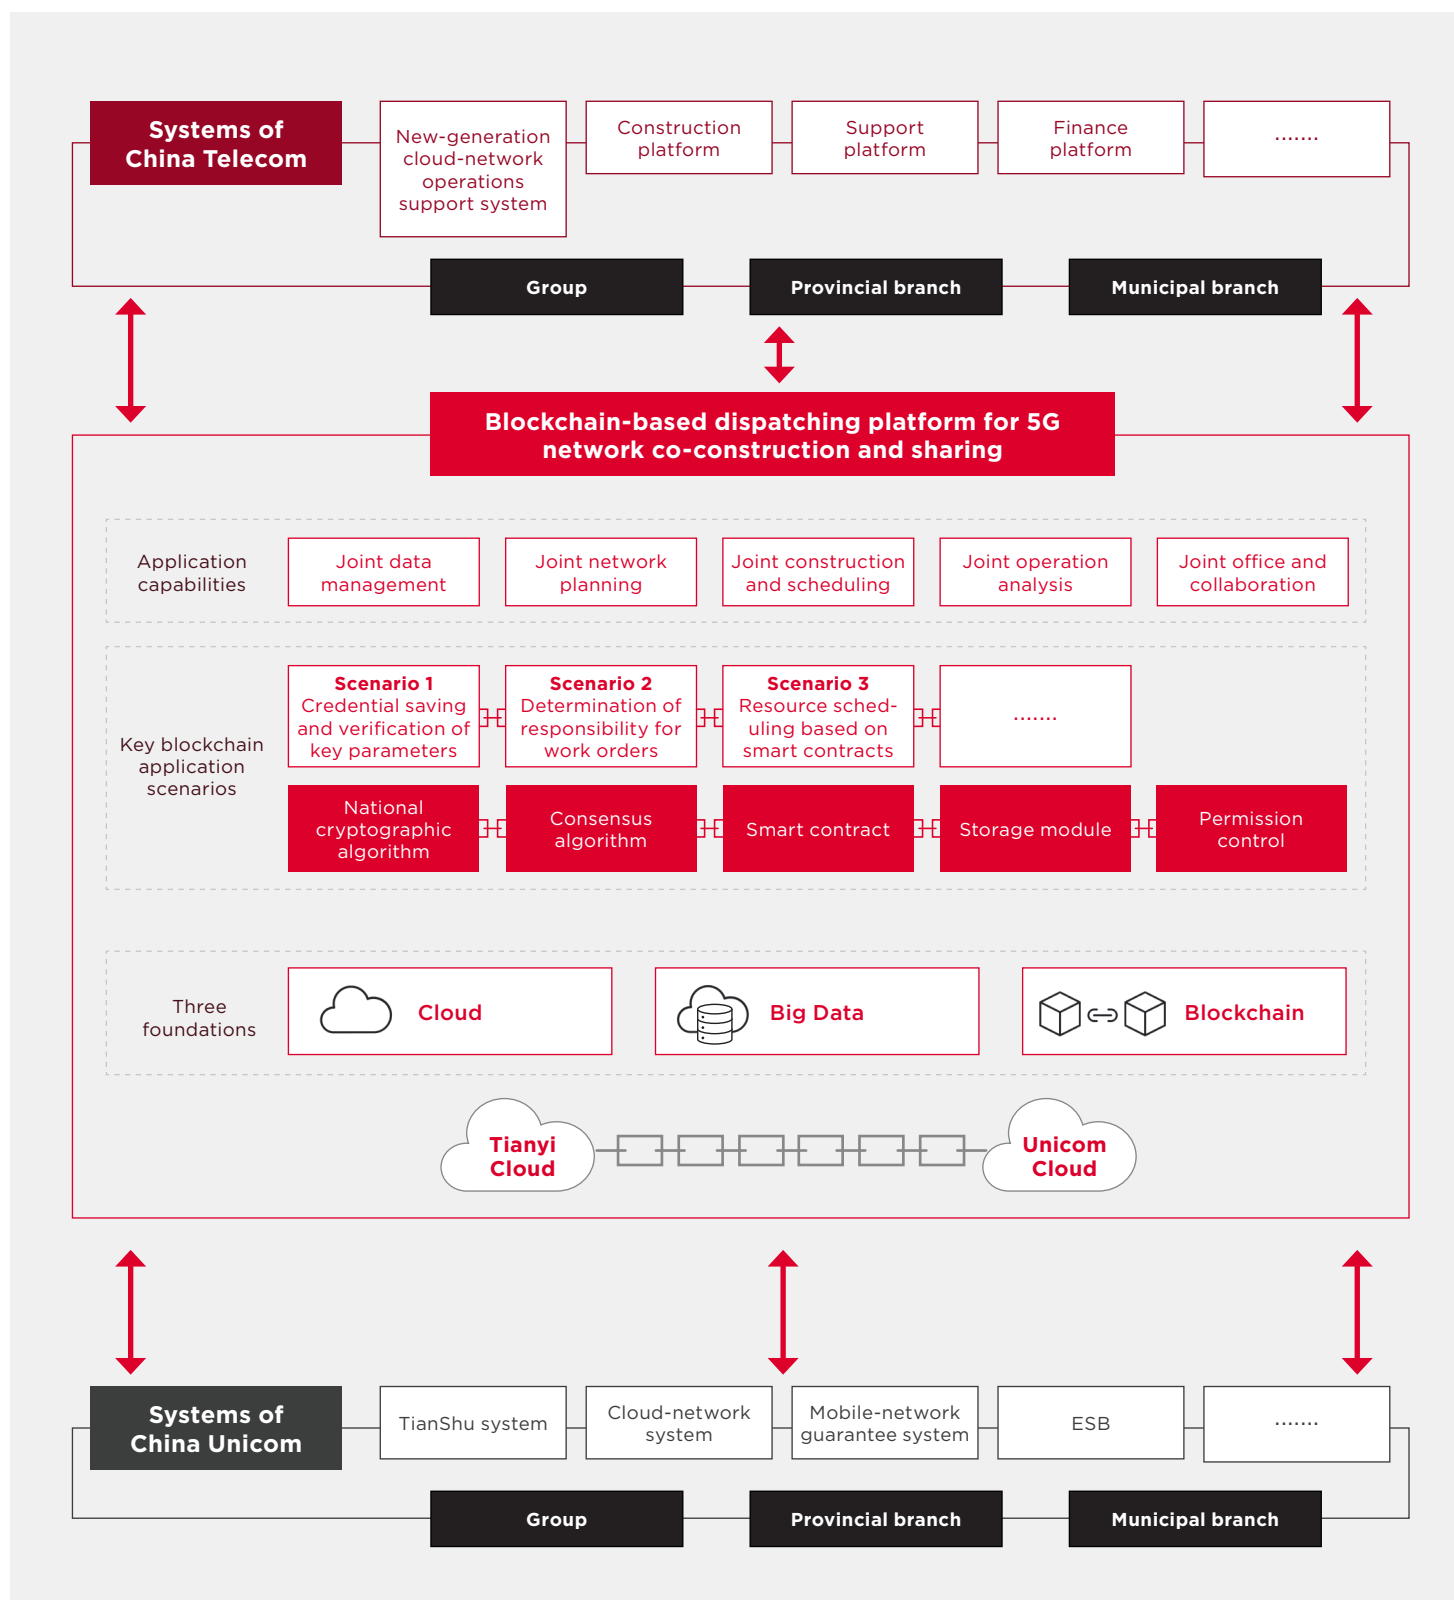 Systems of
China Telecom
New-generation
cloud-network
operations
support system
Construction
platform
Support
platform
Finance
platform
.......
Group
Provincial branch
Municipal branch
Blockchain-based dispatching platform for 5G
network co-construction and sharing
Application
capabilities
Joint data
management
Joint network
planning
Joint construction
and scheduling
Joint operation
analysis
Joint office and
collaboration
Key blockchain
application
scenarios
Scenario 1
Credential saving
and verification of
key parameters
Scenario 2
Determination of
responsibility for
work orders
Scenario 3
Resource sched-
uling based on
smart contracts
.......
National
cryptographic
algorithm
Consensus
algorithm
Smart contract
Storage module
Permission
control
Three
foundations
Cloud
Big Data
Blockchain
Tianyi
Cloud
Unicom
Cloud
Systems of
China Unicom
TianShu system
Cloud-network
system
Mobile-network
guarantee system
ESB
.......
Group
Provincial branch
Municipal branch